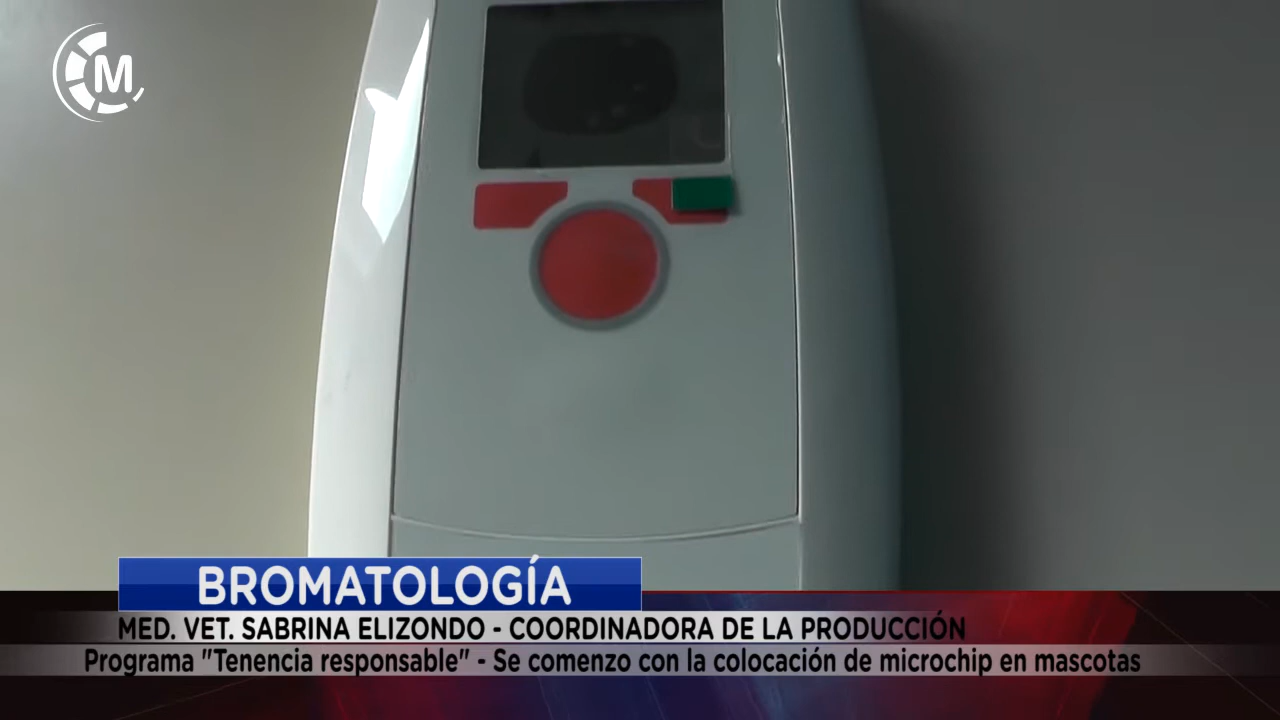 M
BROMATOLOGÍA
MED. VET. SABRINA ELIZONDO - COORDINADORA DE LA PRODUCCIÓN
Programa "Tenencia responsable" - Se comenzo con la colocación de microchip en mascotas